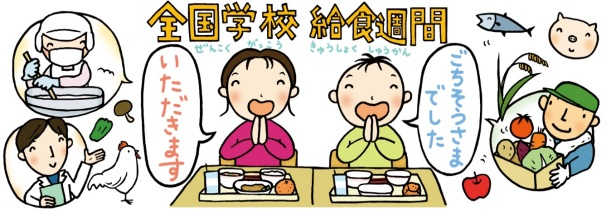 全国学校 給食週間
ぜんこく がっこう きゅうしょく しゅうかん
いただきます
ごちそうさま
でした